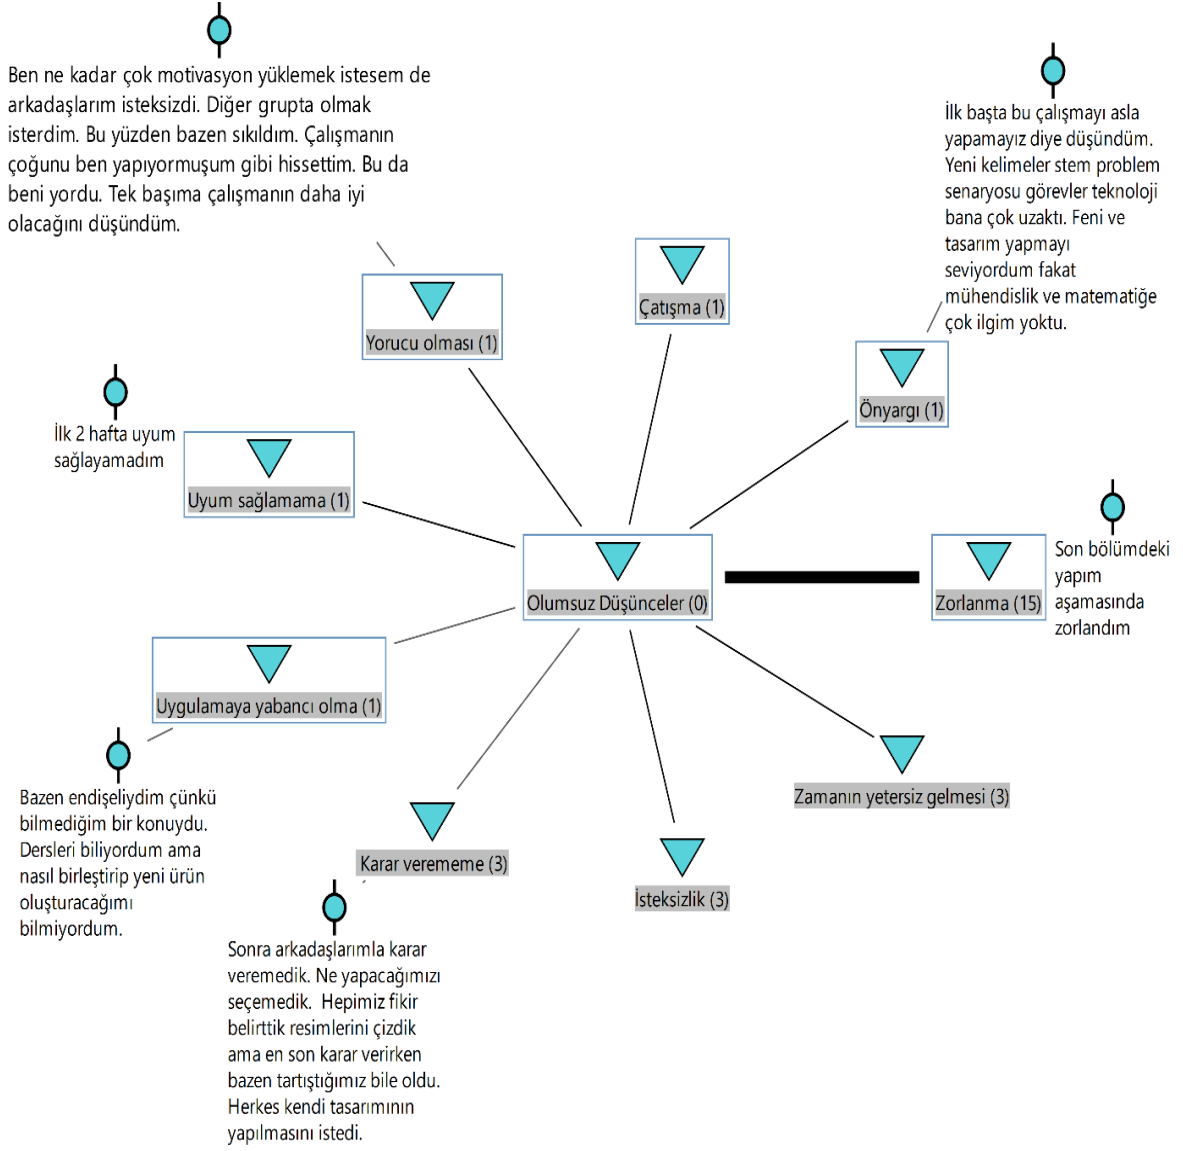 Ben ne kadar çok motivasyon yüklemek istesem de
arkadaşlarım isteksizdi. Diğer grupta olmak
isterdim. Bu yüzden bazen sıkıldım. Çalışmanın
çoğunu ben yapıyormuşum gibi hissettim. Bu da
beni yordu. Tek başıma çalışmanın daha iyi
olacağını düşündüm.
İlk başta bu çalışmayı asla
yapamayız diye düşündüm.
Yeni kelimeler stem problem
senaryosu görevler teknoloji
bana çok uzaktı. Feni ve
tasarım yapmayı
seviyordum fakat
mühendislik ve matematiğe
çok ilgim yoktu.
Çatışma (1)
Yorucu olması (1)
Önyargı (1)
İlk 2 hafta uyum
sağlayamadım
Uyum sağlamama (1)
Olumsuz Düşünceler (0)
Zorlanma (15)
Son bölümdeki
yapım
aşamasında
zorlandım
Uygulamaya yabancı olma (1)
Bazen endişeliydim çünkü
bilmediğim bir konuydu.
Dersleri biliyordum ama
nasıl birleştirip yeni ürün
oluşturacağımı
bilmiyordum.
Zamanın yetersiz gelmesi (3)
Karar verememe (3)
İsteksizlik (3)
Sonra arkadaşlarımla karar
veremedik. Ne yapacağımızı
seçemedik.  Hepimiz fikir
belirttik resimlerini çizdik
ama en son karar verirken
bazen tartıştığımız bile oldu.
Herkes kendi tasarımının
yapılmasını istedi.